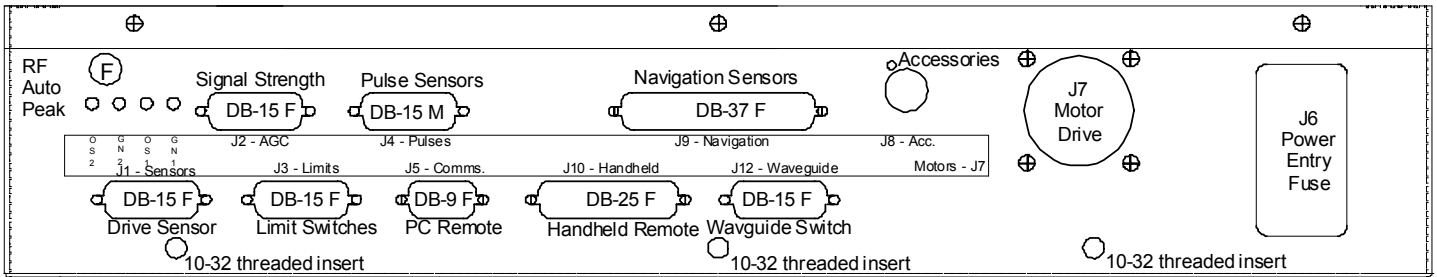 RF
Auto
Peak
F
Signal Strength
Pulse Sensors
Navigation Sensors
Accessories
DB-15 F
DB-15 M
DB-37 F
J7
Motor
Drive
J6
Power
Entry
Fuse
OS2
GN2
OS1
GN1
J2 - AGC
J4 - Pulses
J9 - Navigation
J8 - Acc.
J1 - Sensors
J3 - Limits
J5 - Comms.
J10 - Handheld
J12 - Waveguide
Motors - J7
DB-15 F
DB-15 F
DB-9 F
DB-25 F
DB-15 F
Drive Sensor
Limit Switches
PC Remote
Handheld Remote
Wavguide Switch
10-32 threaded insert
10-32 threaded insert
10-32 threaded insert